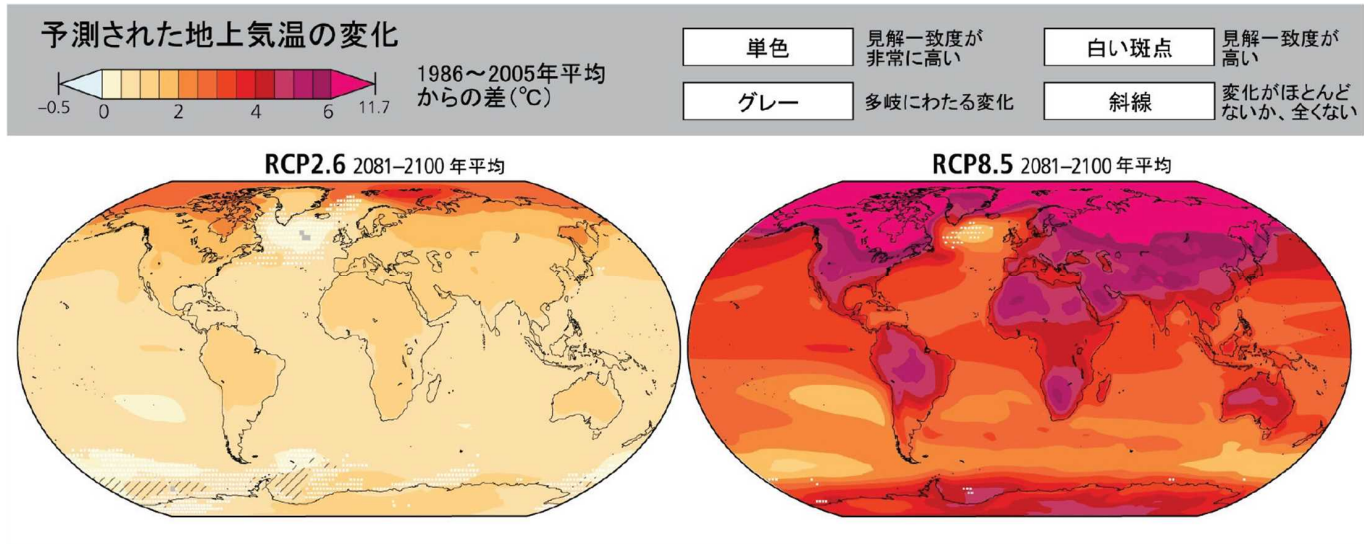 予測された地上気温の変化
-0.5 0 2 4 6 11.7
1986～2005年平均
からの差(℃)
単色
見解一致度が
非常に高い
白い斑点
見解一致度が
高い
グレー
多岐にわたる変化
斜線
変化がほとんど
ないか、全くない
RCP2.6 2081–2100 年平均
RCP8.5 2081–2100 年平均